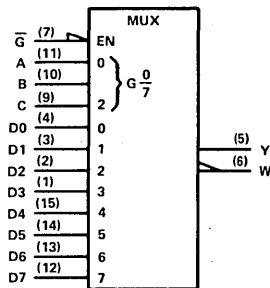 MUX
G̅ (7) EN
A (11) 0
B (10) G 0/7
C (9) 2
D0 (4) 0
D1 (3) 1 (5) Y
D2 (2) 2 (6) W
D3 (1) 3
D4 (15) 4
D5 (14) 5
D6 (13) 6
D7 (12) 7